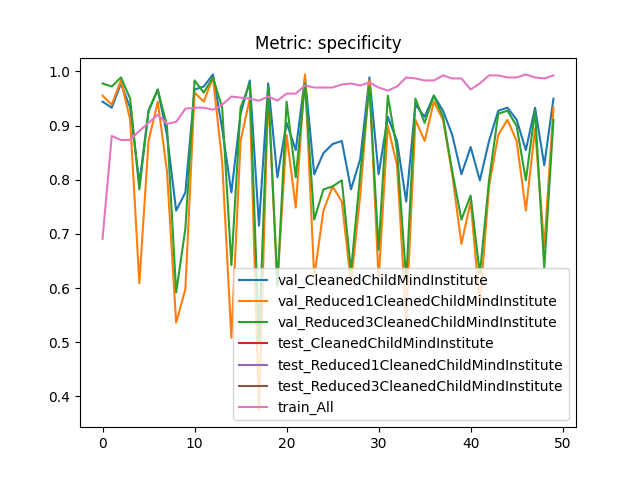 Metric: specificity
1.0
0.9
0.8
0.7
0.6
0.5
0.4
val_CleanedChildMindInstitute
val_Reduced1CleanedChildMindInstitute
val_Reduced3CleanedChildMindInstitute
test_CleanedChildMindInstitute
test_Reduced1CleanedChildMindInstitute
test_Reduced3CleanedChildMindInstitute
train_All
0 10 20 30 40 50